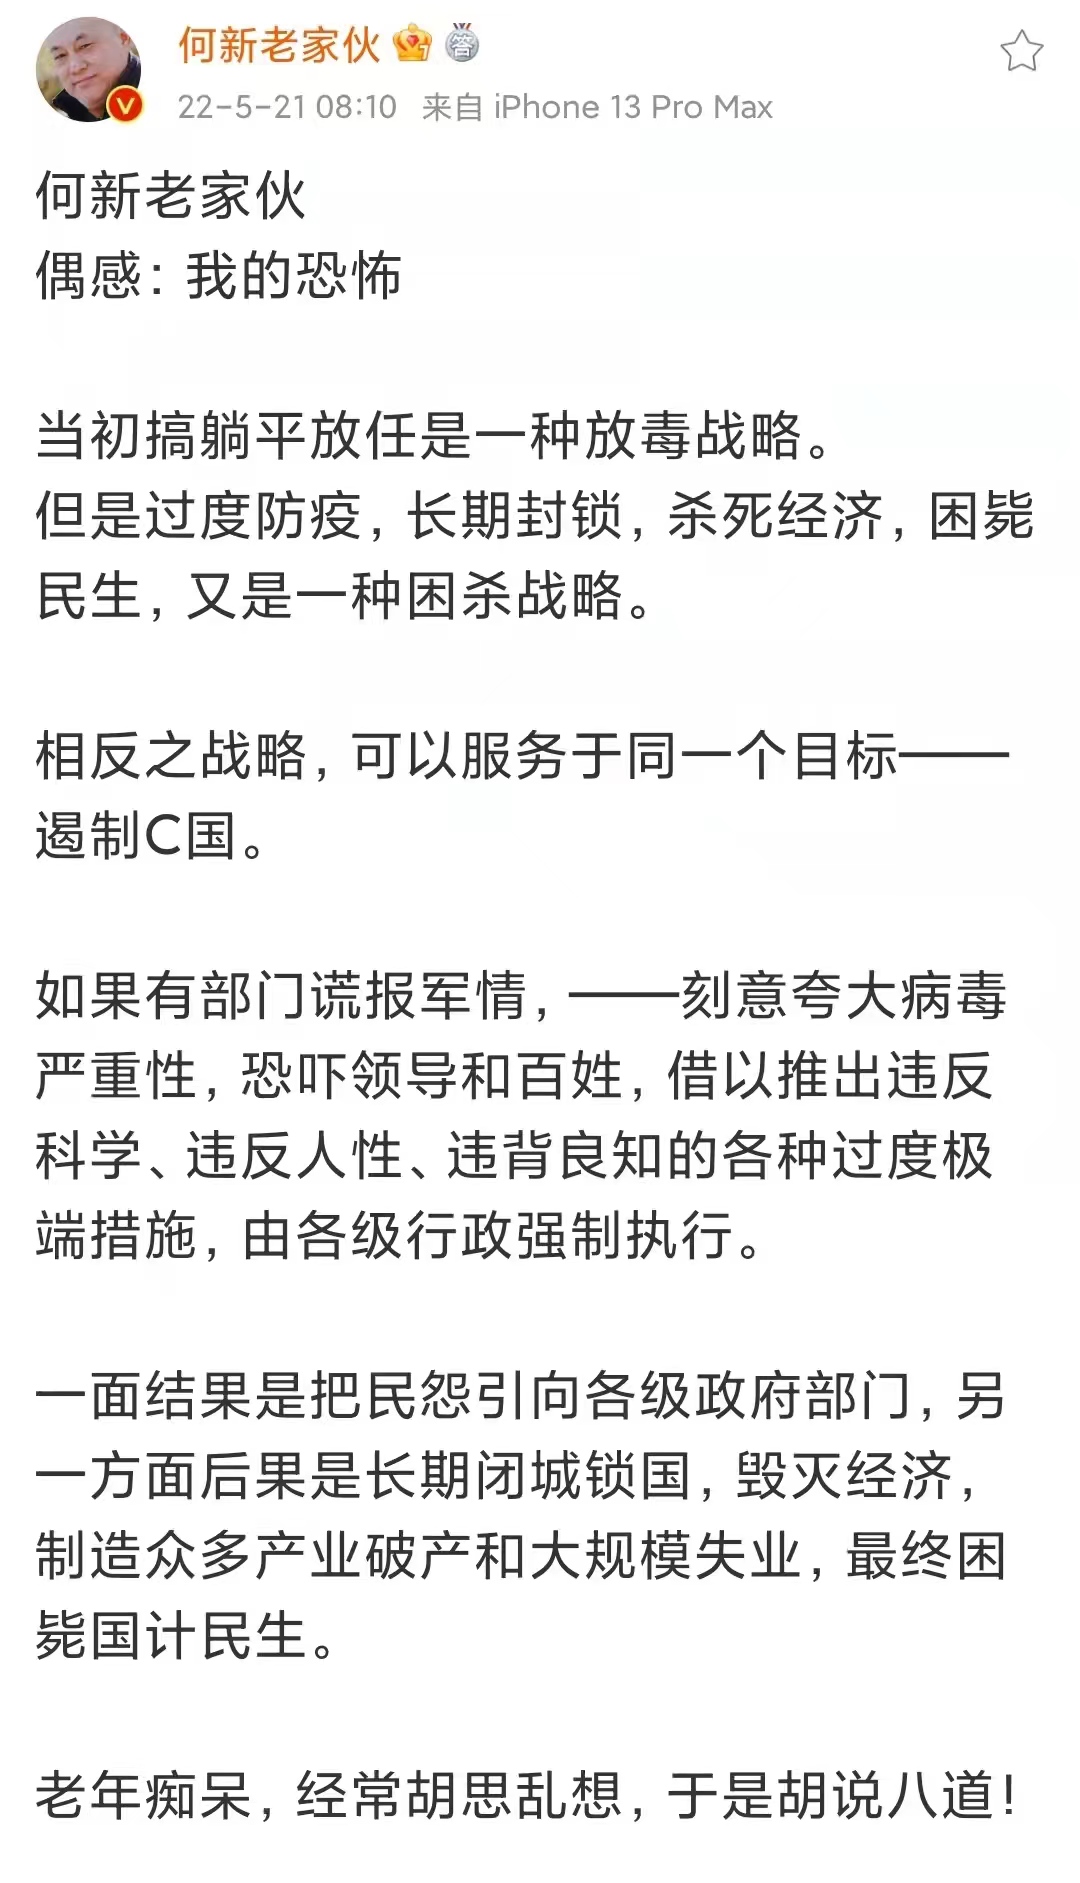 何新老家伙 答
22-5-21 08:10 来自 iPhone 13 Pro Max
何新老家伙
偶感：我的恐怖
当初搞躺平放任是一种放毒战略。
但是过度防疫，长期封锁，杀死经济，困毙
民生，又是一种困杀战略。
相反之战略，可以服务于同一个目标——
遏制C国。
如果有部门谎报军情，——刻意夸大病毒
严重性，恐吓领导和百姓，借以推出违反
科学、违反人性、违背良知的各种过度极
端措施，由各级行政强制执行。
一面结果是把民怨引向各级政府部门，另
一方面后果是长期闭城锁国，毁灭经济，
制造众多产业破产和大规模失业，最终困
毙国计民生。
老年痴呆，经常胡思乱想，于是胡说八道！